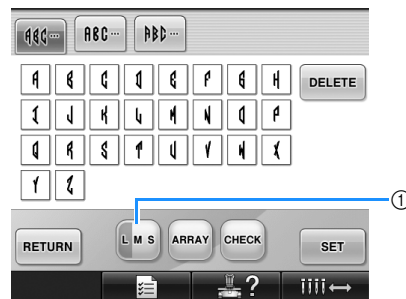 ABC... ABC... ABC...
A B C D E F G H DELETE
I J K L M N O P
Q R S T U V W X
Y Z
①
RETURN L M S ARRAY CHECK SET
?